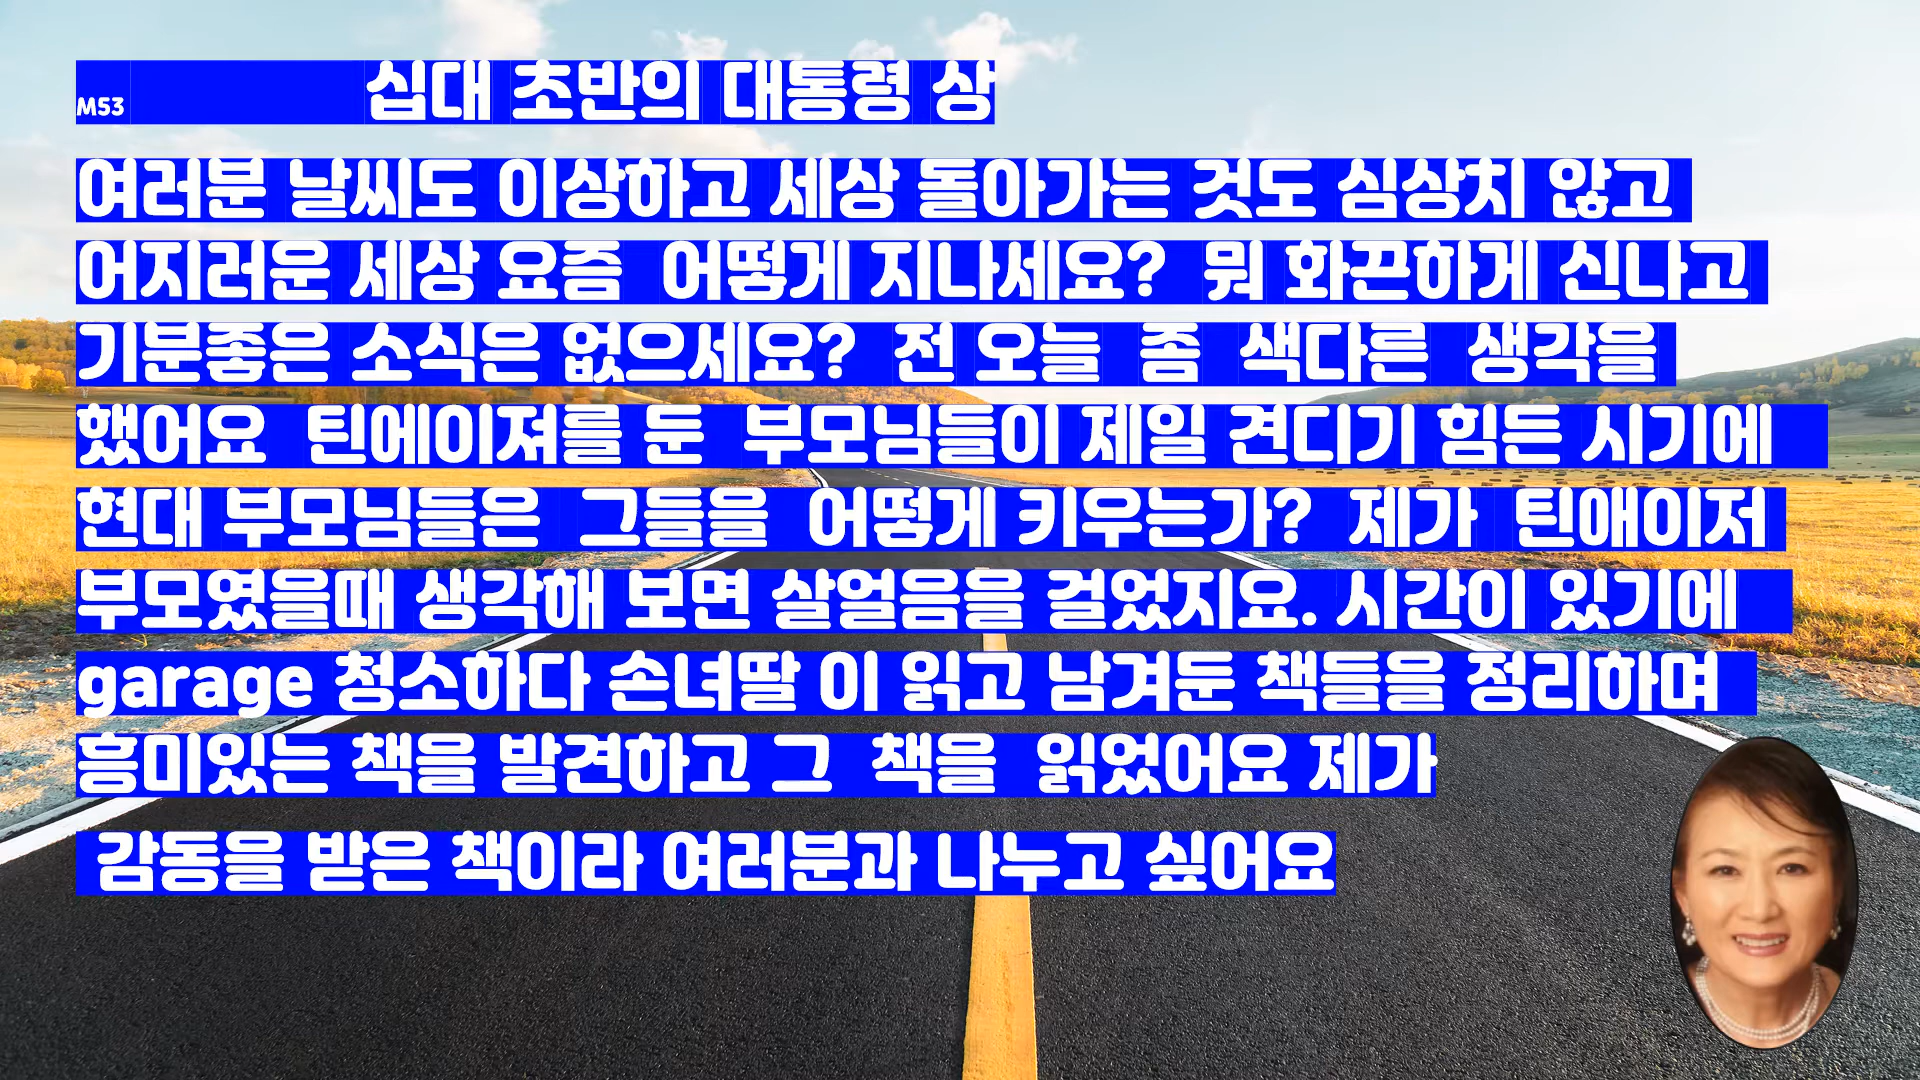 M53 십대 초반의 대통령 상
여러분 날씨도 이상하고 세상 돌아가는 것도 심상치 않고
어지러운 세상 요즘 어떻게 지나세요? 뭐 화끈하게 신나고
기분좋은 소식은 없으세요? 전 오늘 좀 색다른 생각을
했어요 틴에이져를 둔 부모님들이 제일 견디기 힘든 시기에
현대 부모님들은 그들을 어떻게 키우는가? 제가 틴애이저
부모였을때 생각해 보면 살얼음을 걸었지요. 시간이 있기에
garage 청소하다 손녀딸 이 읽고 남겨둔 책들을 정리하며
흥미있는 책을 발견하고 그 책을 읽었어요 제가
감동을 받은 책이라 여러분과 나누고 싶어요